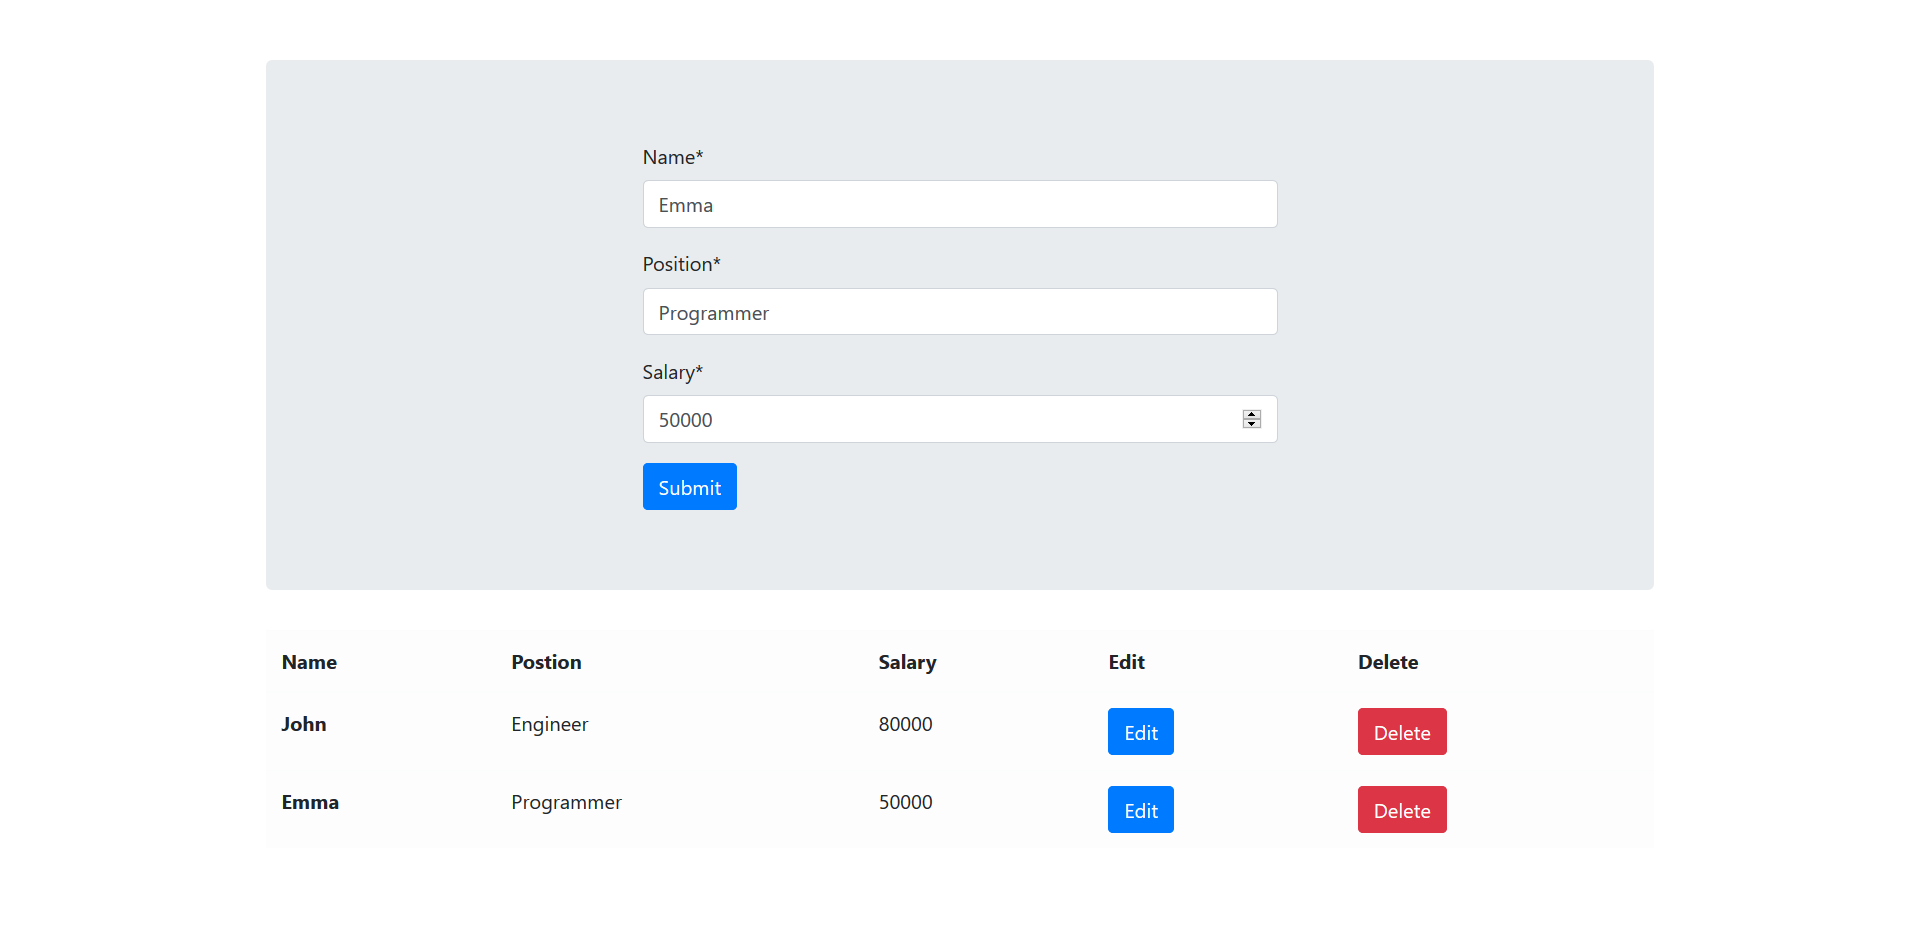 Name*
Emma
Position*
Programmer
Salary*
50000
Submit
Name Postion Salary Edit Delete
John Engineer 80000 Edit Delete
Emma Programmer 50000 Edit Delete